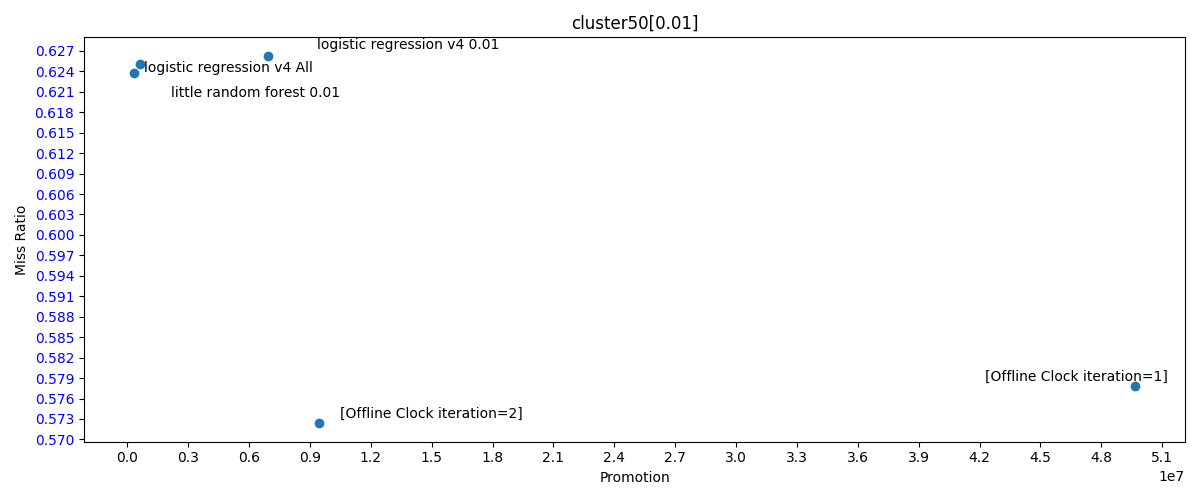 cluster50[0.01]
Miss Ratio
0.627
0.624
0.621
0.618
0.615
0.612
0.609
0.606
0.603
0.600
0.597
0.594
0.591
0.588
0.585
0.582
0.579
0.576
0.573
0.570
logistic regression v4 0.01
logistic regression v4 All
little random forest 0.01
[Offline Clock iteration=1]
[Offline Clock iteration=2]
0.0 0.3 0.6 0.9 1.2 1.5 1.8 2.1 2.4 2.7 3.0 3.3 3.6 3.9 4.2 4.5 4.8 5.1
1e7
Promotion